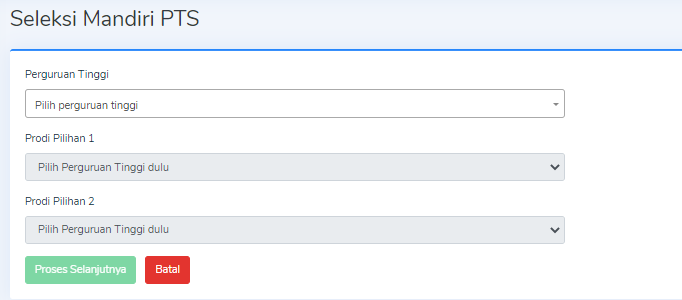 Seleksi Mandiri PTS
Perguruan Tinggi
Pilih perguruan tinggi
Prodi Pilihan 1
Pilih Perguruan Tinggi dulu
Prodi Pilihan 2
Pilih Perguruan Tinggi dulu
Proses Selanjutnya Batal